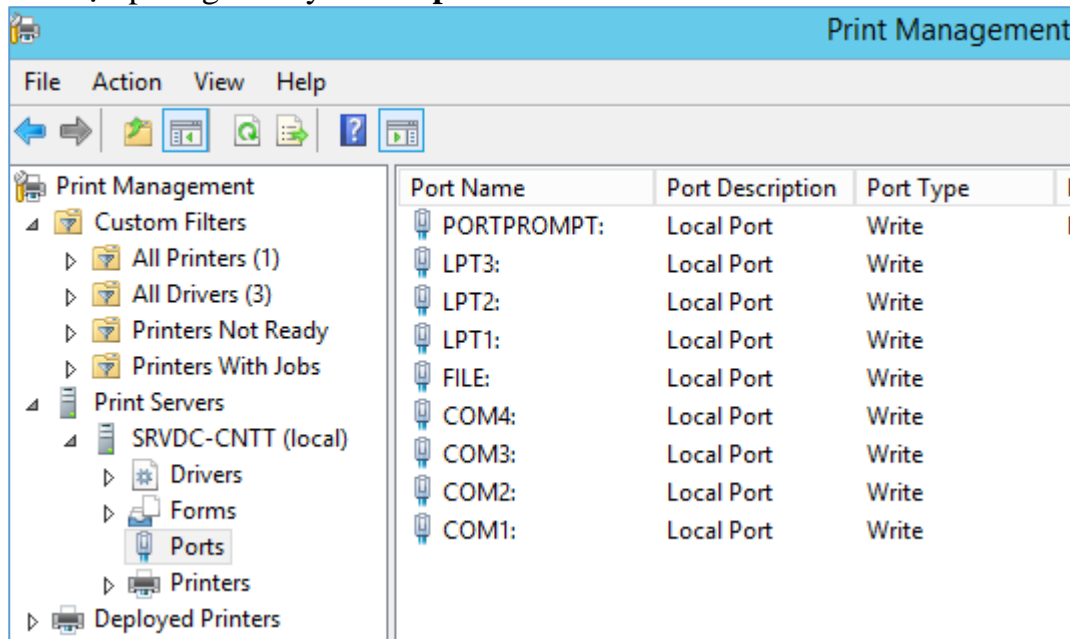 Print Management
File Action View Help
Print Management
Custom Filters
All Printers (1)
All Drivers (3)
Printers Not Ready
Printers With Jobs
Print Servers
SRVDC-CNTT (local)
Drivers
Forms
Ports
Printers
Deployed Printers
Port Name Port Description Port Type
PORTPROMPT: Local Port Write
LPT3: Local Port Write
LPT2: Local Port Write
LPT1: Local Port Write
FILE: Local Port Write
COM4: Local Port Write
COM3: Local Port Write
COM2: Local Port Write
COM1: Local Port Write